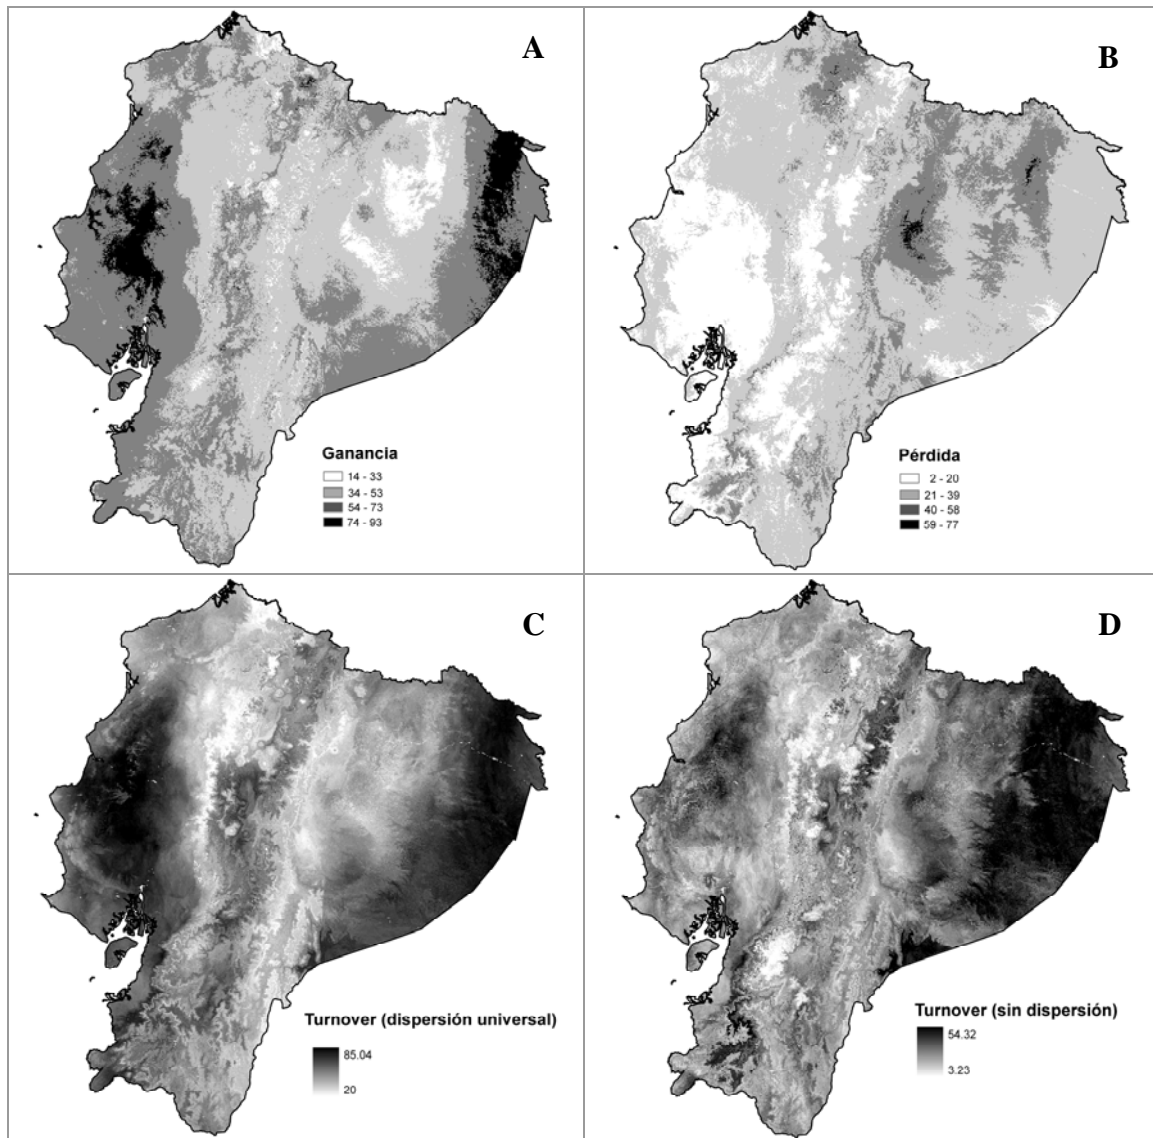 A
Ganancia
14 - 33
34 - 53
54 - 73
74 - 93
B
Pérdida
2 - 20
21 - 39
40 - 58
59 - 77
C
Turnover (dispersión universal)
85.04
20
D
Turnover (sin dispersión)
54.32
3.23